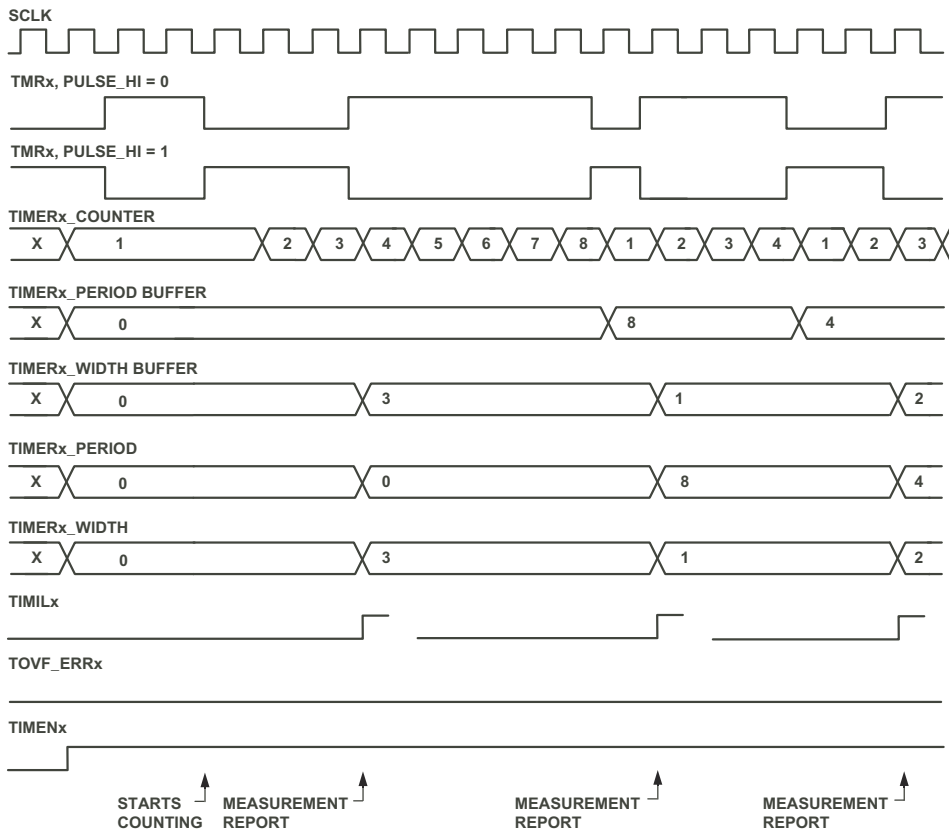 SCLK
TMRx, PULSE_HI = 0
TMRx, PULSE_HI = 1
TIMERx_COUNTER
X 1 2 3 4 5 6 7 8 1 2 3 4 1 2 3
TIMERx_PERIOD BUFFER
X 0 8 4
TIMERx_WIDTH BUFFER
X 0 3 1 2
TIMERx_PERIOD
X 0 0 8 4
TIMERx_WIDTH
X 0 3 1 2
TIMILx
TOVF_ERRx
TIMENx
STARTS MEASUREMENT MEASUREMENT MEASUREMENT
COUNTING REPORT REPORT REPORT